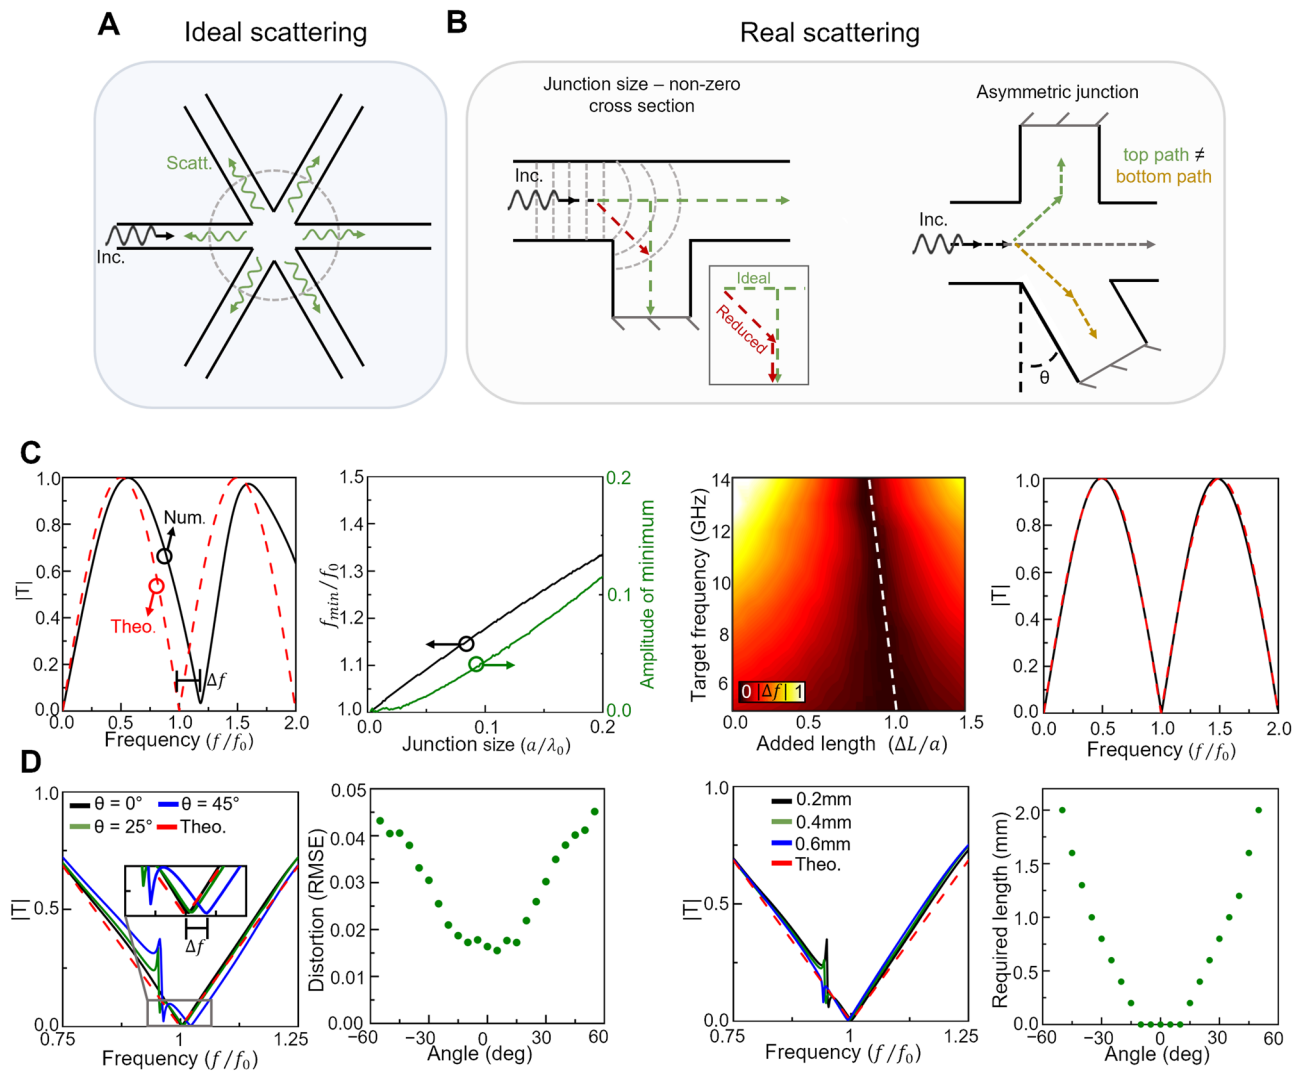 A
Ideal scattering
Scatt.
Inc.
B
Real scattering
Junction size – non-zero
cross section
Inc.
Ideal
Reduced
Asymmetric junction
top path ≠
bottom path
Inc.
θ
C
|T|
1.0
0.8
0.6
0.4
0.2
0.0
Num.
Theo.
Δf
0.0 0.5 1.0 1.5 2.0
Frequency (f/f₀)
f_min/f₀
1.5
1.4
1.3
1.2
1.1
1.0
0.0 0.1 0.2
Junction size (a/λ₀)
0.2
0.1
0.0
Amplitude of minimum
Target frequency (GHz)
14
12
10
8
6
0 |Δf| 1
0.0 0.5 1.0 1.5
Added length (ΔL/a)
|T|
1.0
0.8
0.6
0.4
0.2
0.0
0.0 0.5 1.0 1.5 2.0
Frequency (f/f₀)
D
|T|
1.0
0.5
0.0
θ = 0° θ = 45°
θ = 25° Theo.
Δf
0.75 1 1.25
Frequency (f/f₀)
Distortion (RMSE)
0.05
0.04
0.03
0.02
0.01
0.00
−60 −30 0 30 60
Angle (deg)
|T|
1.0
0.5
0.0
0.2mm
0.4mm
0.6mm
Theo.
0.75 1 1.25
Frequency (f/f₀)
Required length (mm)
2.0
1.5
1.0
0.5
0.0
−60 −30 0 30 60
Angle (deg)